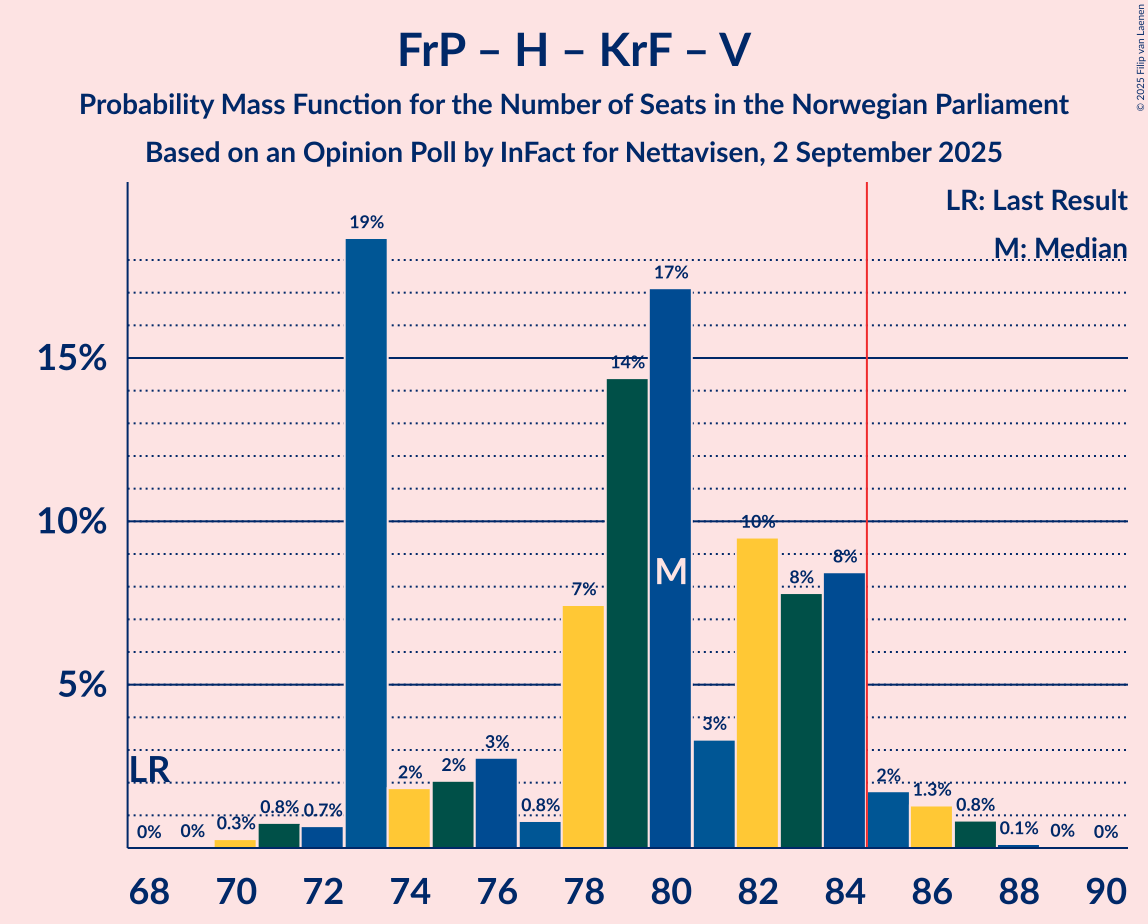 FrP – H – KrF – V
Probability Mass Function for the Number of Seats in the Norwegian Parliament
Based on an Opinion Poll by InFact for Nettavisen, 2 September 2025
© 2025 Filip van Laenen
LR: Last Result
M: Median
15%
10%
5%
LR
M
0%
0%
0.3%
0.8%
0.7%
19%
2%
2%
3%
0.8%
7%
14%
17%
3%
10%
8%
8%
2%
1.3%
0.8%
0.1%
0%
0%
68 70 72 74 76 78 80 82 84 86 88 90